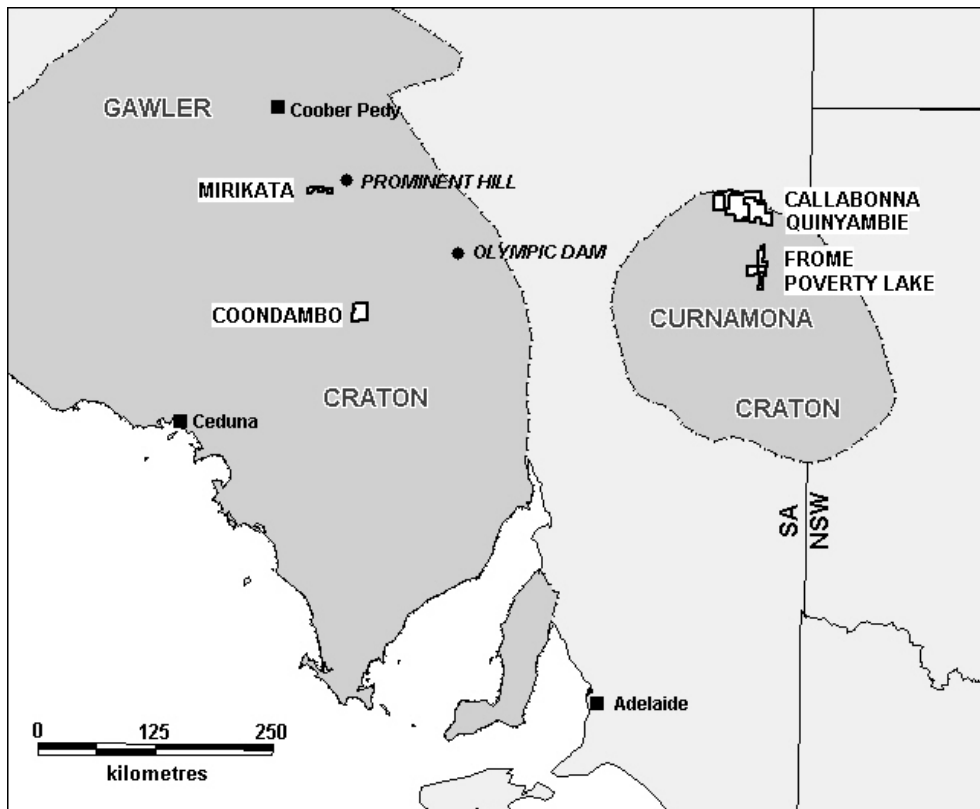 GAWLER
Coober Pedy
MIRIKATA
PROMINENT HILL
CALLABONNA
QUINYAMBIE
OLYMPIC DAM
FROME
POVERTY LAKE
COONDAMBO
CURNAMONA
CRATON
CRATON
Ceduna
SA
NSW
Adelaide
0 125 250
kilometres